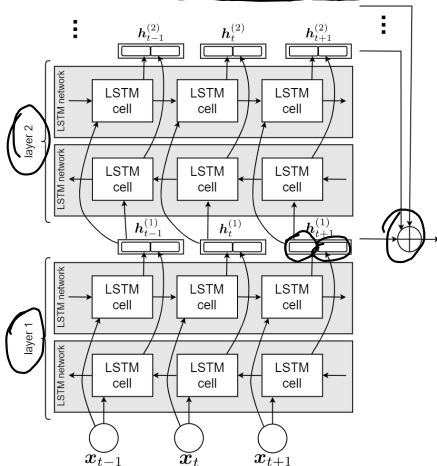 ⋮ ⋮
h_{t-1}^{(2)} h_t^{(2)} h_{t+1}^{(2)}
layer 2
LSTM network
LSTM cell LSTM cell LSTM cell
LSTM network
LSTM cell LSTM cell LSTM cell
h_{t-1}^{(1)} h_t^{(1)} h_{t+1}^{(1)}
layer 1
LSTM network
LSTM cell LSTM cell LSTM cell
LSTM network
LSTM cell LSTM cell LSTM cell
x_{t-1} x_t x_{t+1}